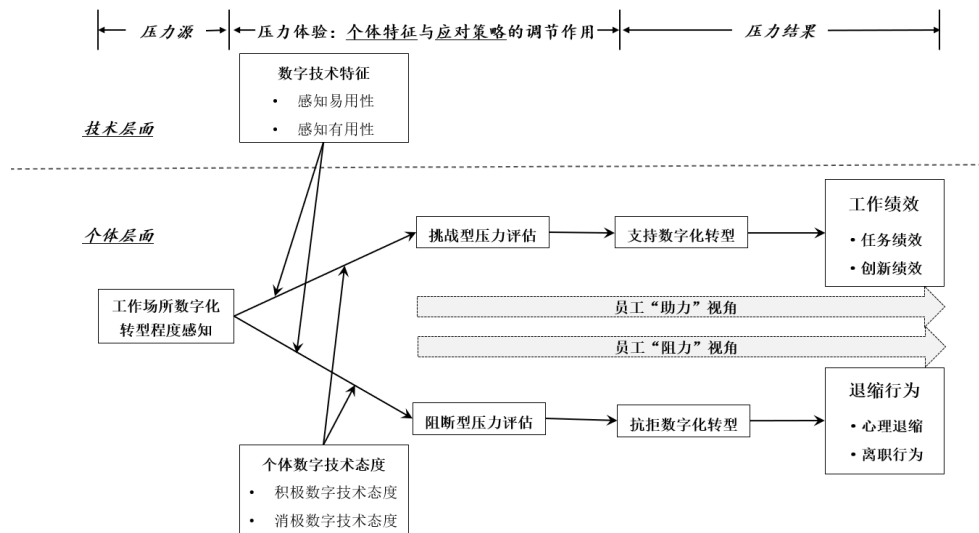 压力源
压力体验：个体特征与应对策略的调节作用
压力结果
数字技术特征
• 感知易用性
• 感知有用性
技术层面
个体层面
工作场所数字化
转型程度感知
挑战型压力评估
支持数字化转型
工作绩效
• 任务绩效
• 创新绩效
员工“助力”视角
员工“阻力”视角
阻断型压力评估
抗拒数字化转型
退缩行为
• 心理退缩
• 离职行为
个体数字技术态度
• 积极数字技术态度
• 消极数字技术态度